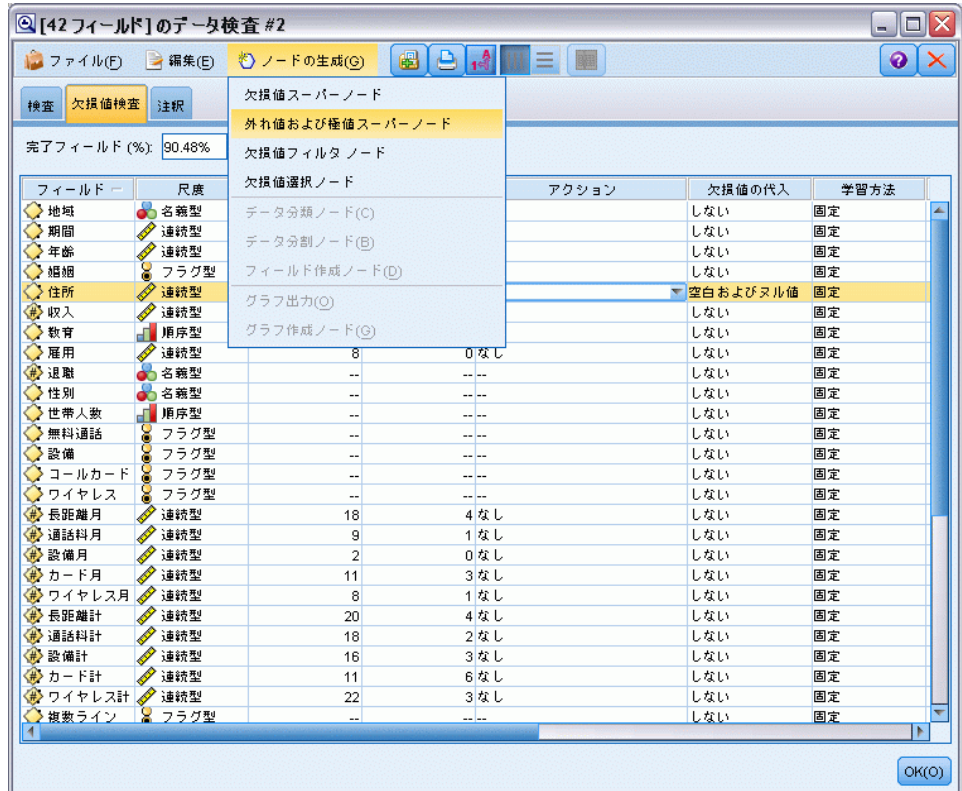 [42 フィールド] のデータ検査 #2
ファイル(F) 編集(E) ノードの生成(G)
検査 欠損値検査 注釈
欠損値スーパーノード
外れ値および極値スーパーノード
欠損値フィルタ ノード
欠損値選択ノード
データ分類ノード(C)
データ分割ノード(B)
フィールド作成ノード(D)
グラフ出力(O)
グラフ作成ノード(G)
完了フィールド (%): 90.48%
フィールド 尺度 アクション 欠損値の代入 学習方法
地域 名義型 しない 固定
期間 連続型 しない 固定
年齢 連続型 しない 固定
婚姻 フラグ型 しない 固定
住所 連続型 空白およびヌル値 固定
収入 連続型 しない 固定
教育 順序型 しない 固定
雇用 連続型 8 0 なし しない 固定
退職 名義型 -- -- -- しない 固定
性別 名義型 -- -- -- しない 固定
世帯人数 順序型 -- -- -- しない 固定
無料通話 フラグ型 -- -- -- しない 固定
設備 フラグ型 -- -- -- しない 固定
コールカード フラグ型 -- -- -- しない 固定
ワイヤレス フラグ型 -- -- -- しない 固定
長距離月 連続型 18 4 なし しない 固定
通話料月 連続型 9 1 なし しない 固定
設備月 連続型 2 0 なし しない 固定
カード月 連続型 11 3 なし しない 固定
ワイヤレス月 連続型 8 1 なし しない 固定
長距離計 連続型 20 4 なし しない 固定
通話料計 連続型 18 2 なし しない 固定
設備計 連続型 16 3 なし しない 固定
カード計 連続型 11 6 なし しない 固定
ワイヤレス計 連続型 22 3 なし しない 固定
複数ライン フラグ型 -- -- -- しない 固定
OK(O)